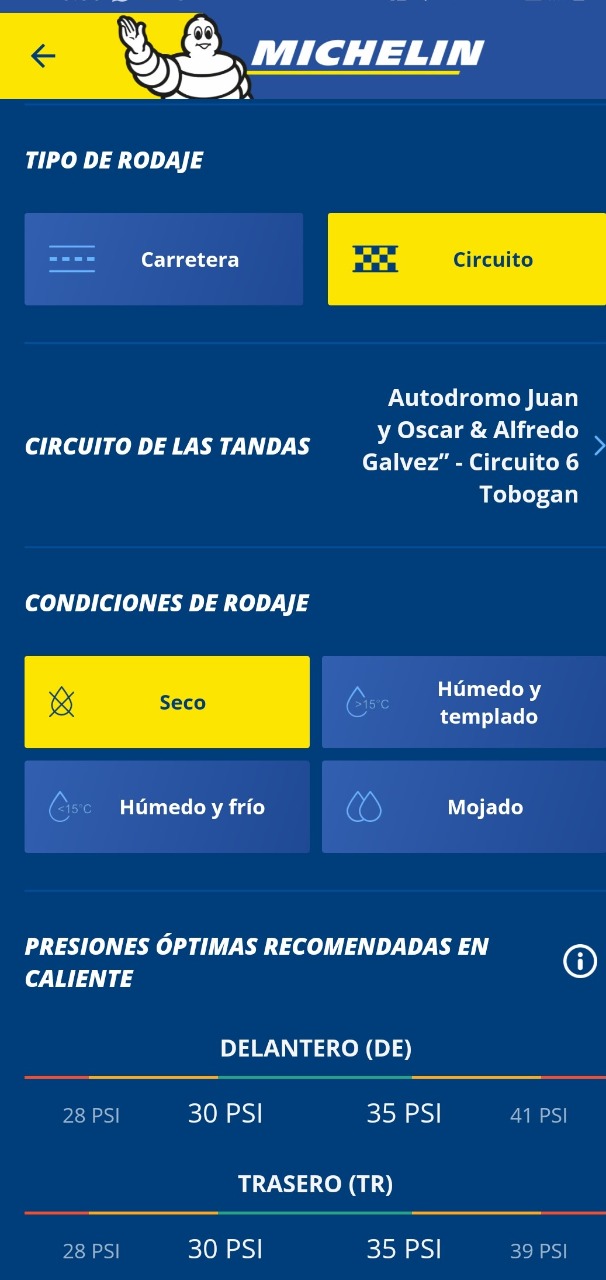 MICHELIN
TIPO DE RODAJE
Carretera
Circuito
CIRCUITO DE LAS TANDAS
Autodromo Juan
y Oscar & Alfredo
Galvez” - Circuito 6
Tobogan
CONDICIONES DE RODAJE
Seco
>15°C
Húmedo y
templado
<15°C
Húmedo y frío
Mojado
PRESIONES ÓPTIMAS RECOMENDADAS EN
CALIENTE
DELANTERO (DE)
28 PSI 30 PSI 35 PSI 41 PSI
TRASERO (TR)
28 PSI 30 PSI 35 PSI 39 PSI